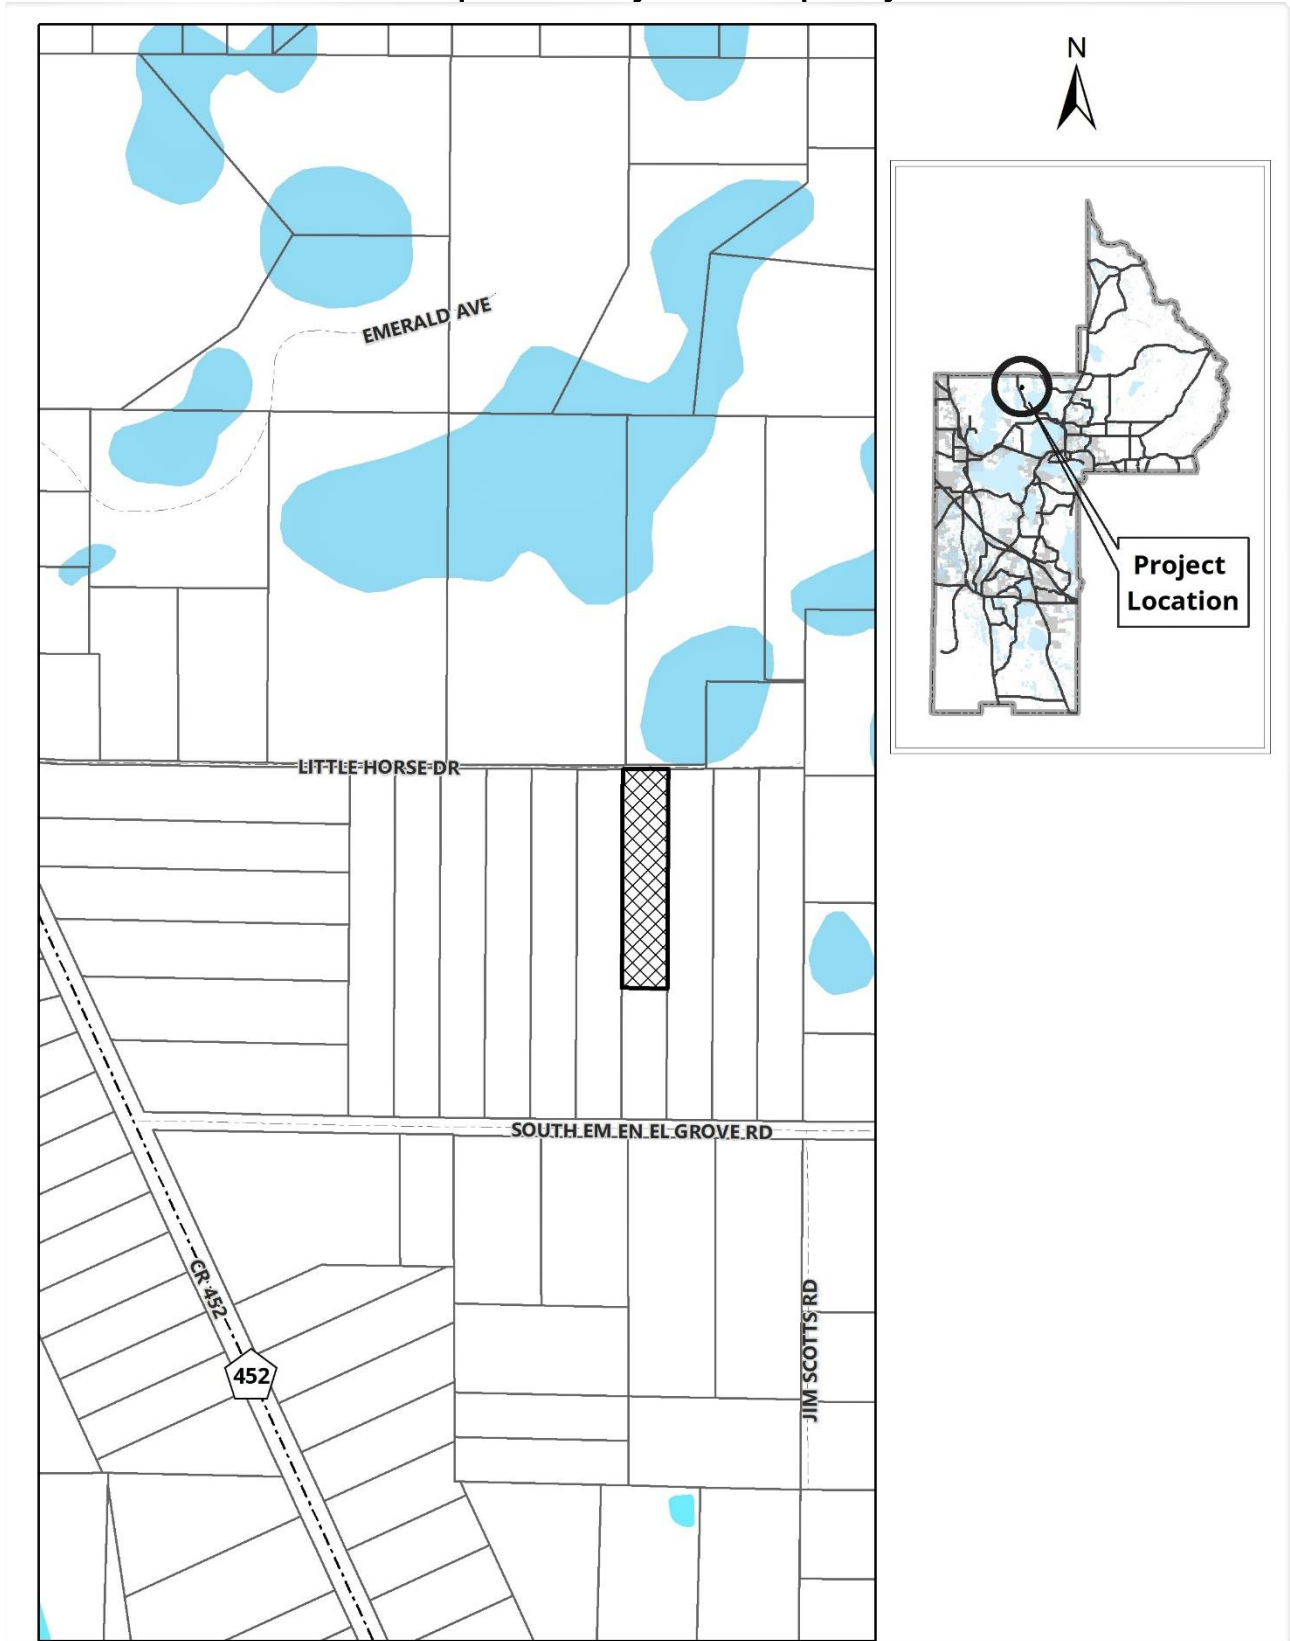 N
EMERALD AVE
Project
Location
LITTLE HORSE DR
SOUTH EM EN EL GROVE RD
CR 452
452
JIM SCOTTS RD